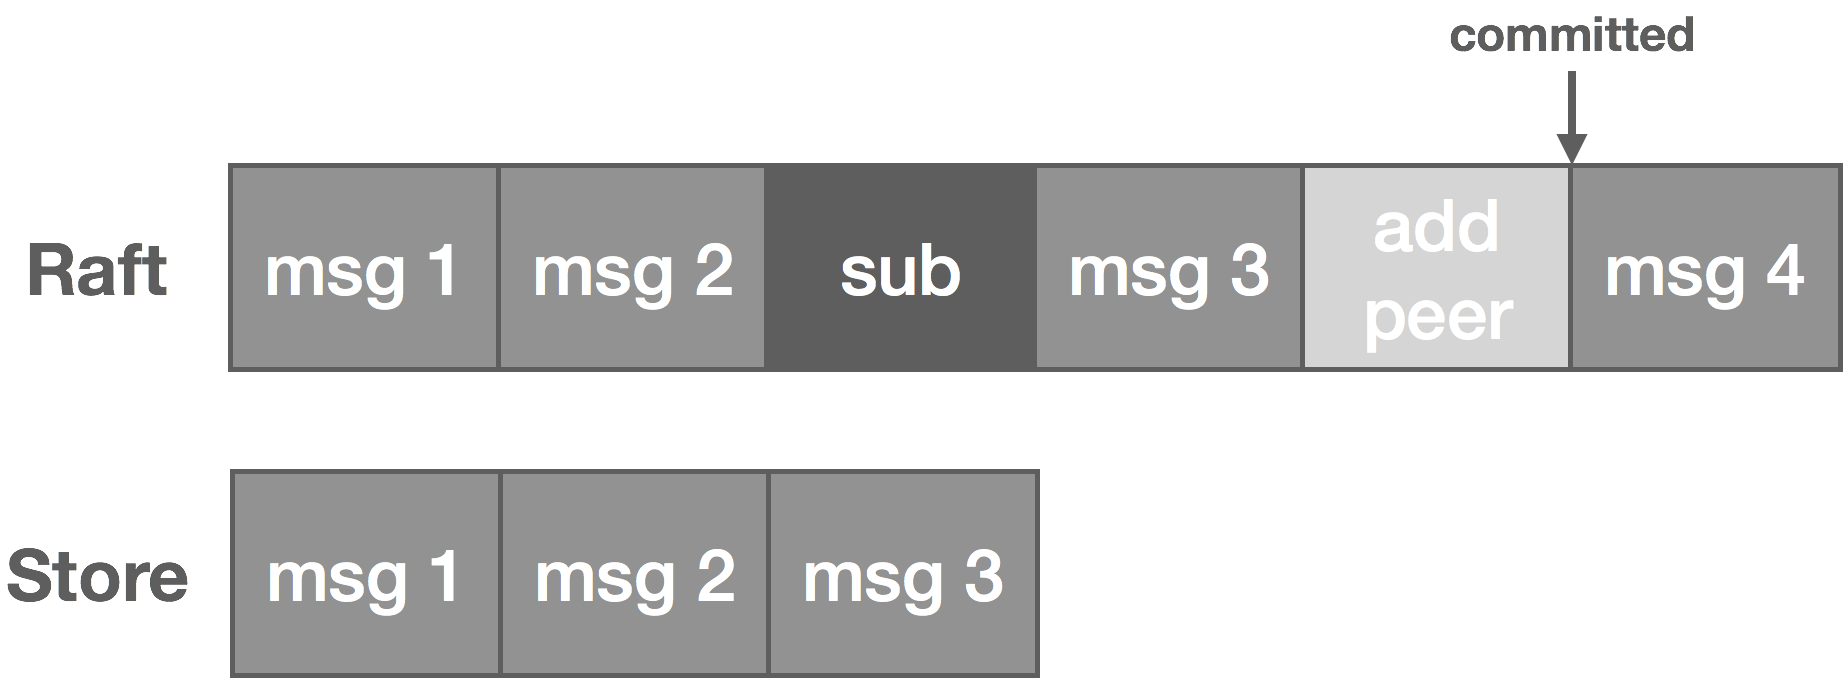 committed
Raft
msg 1
msg 2
sub
msg 3
add
peer
msg 4
Store
msg 1
msg 2
msg 3